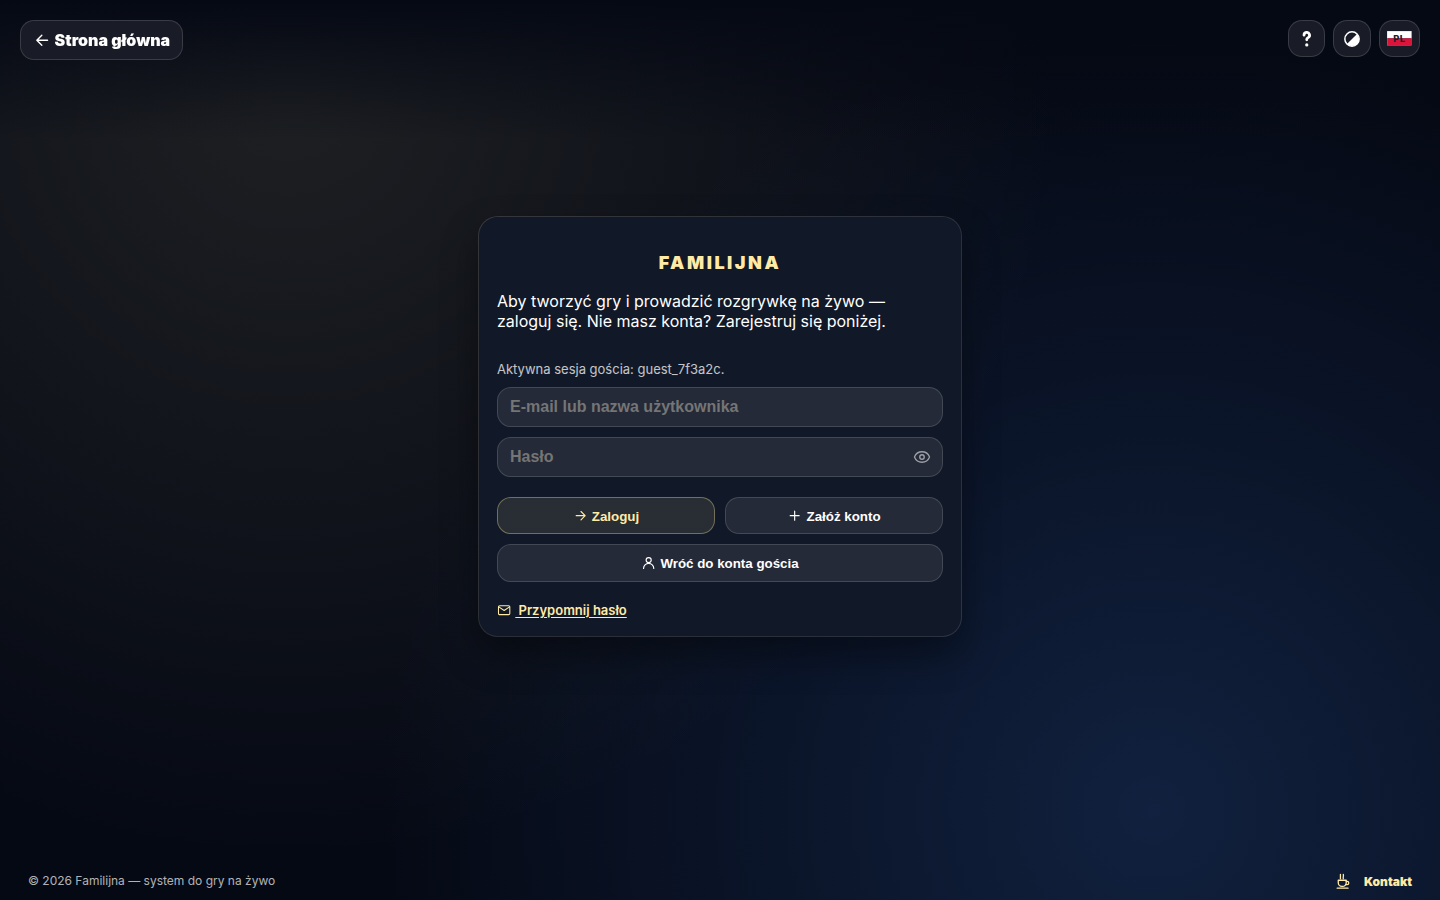 Strona główna
?
PL
FAMILIJNA
Aby tworzyć gry i prowadzić rozgrywkę na żywo —
zaloguj się. Nie masz konta? Zarejestruj się poniżej.
Aktywna sesja gościa: guest_7f3a2c.
E-mail lub nazwa użytkownika
Hasło
Zaloguj
Załóż konto
Wróć do konta gościa
Przypomnij hasło
© 2026 Familijna — system do gry na żywo
Kontakt